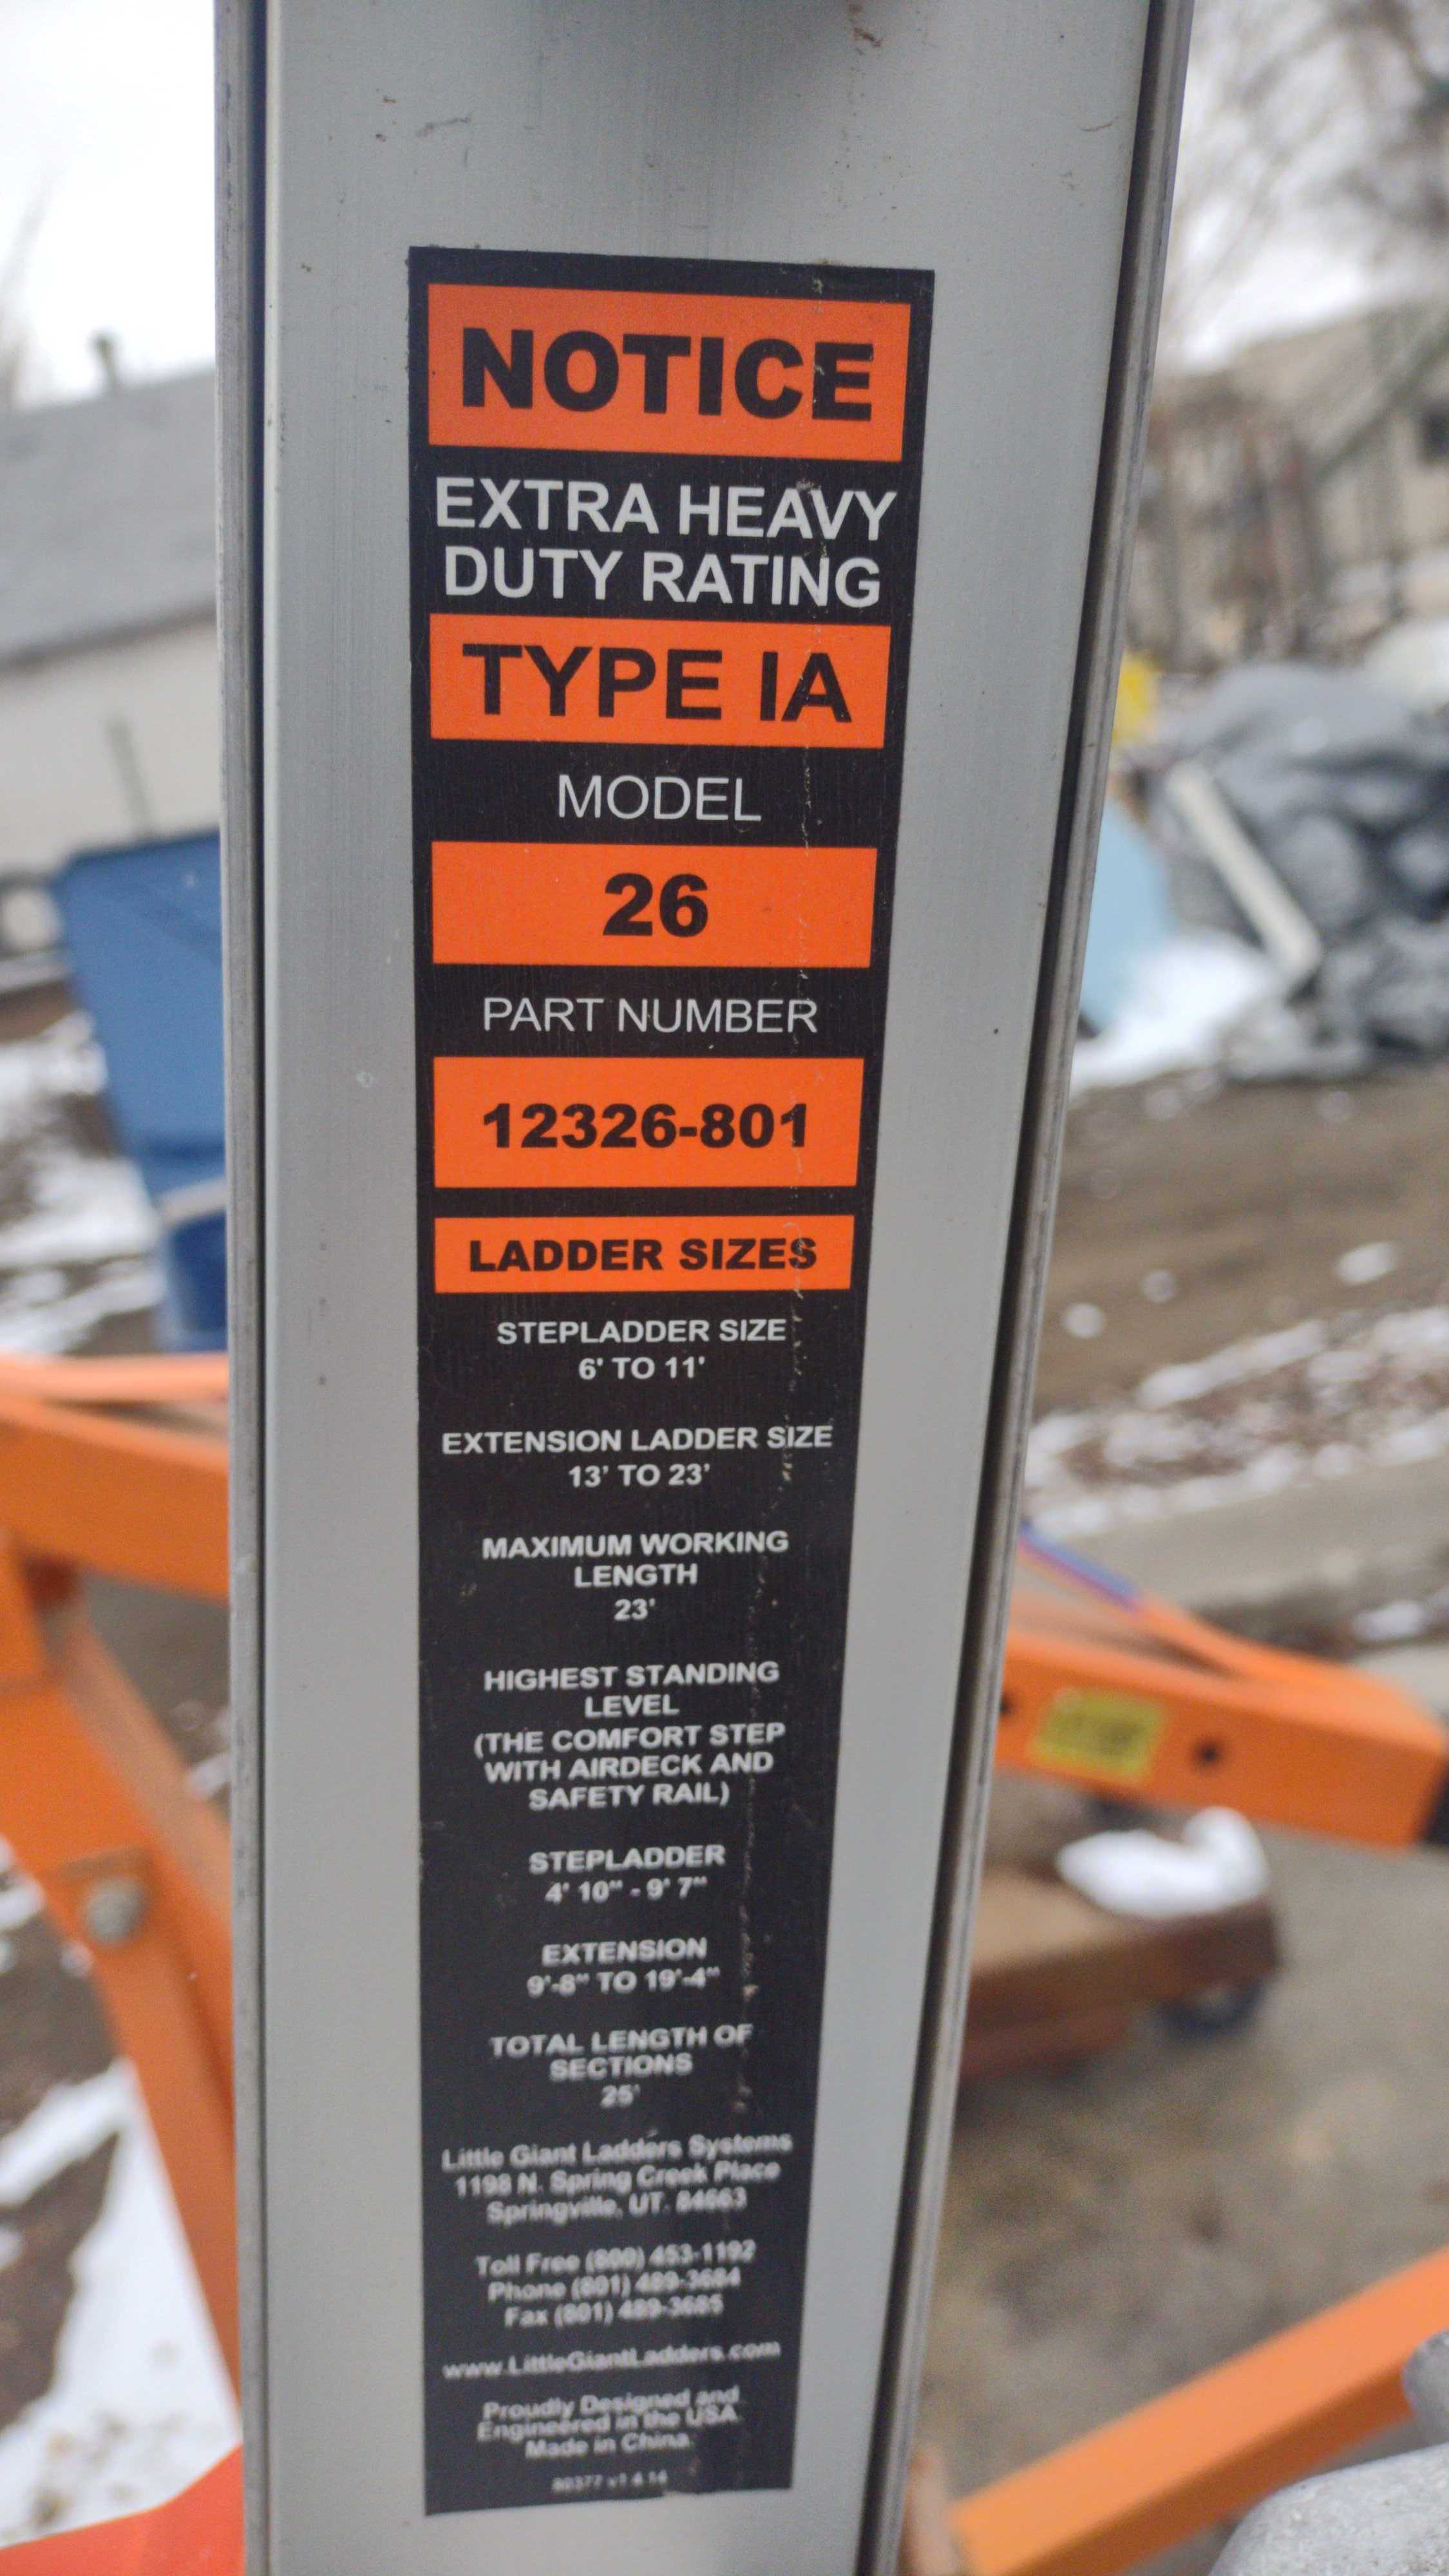 NOTICE
EXTRA HEAVY
DUTY RATING
TYPE IA
MODEL
26
PART NUMBER
12326-801
LADDER SIZES
STEPLADDER SIZE
6' TO 11'
EXTENSION LADDER SIZE
13' TO 23'
MAXIMUM WORKING
LENGTH
23'
HIGHEST STANDING
LEVEL
(THE COMFORT STEP
WITH AIRDECK AND
SAFETY RAIL)
STEPLADDER
4' 10" - 9' 7"
EXTENSION
9'-8" TO 19'-4"
TOTAL LENGTH OF
SECTIONS
25'
Little Giant Ladders Systems
1198 N. Spring Creek Place
Springville, UT. 84663
Toll Free (800) 453-1192
Phone (801) 489-3684
Fax (801) 489-3685
www.LittleGiantLadders.com
Proudly Designed and
Engineered in the USA.
Made in China.